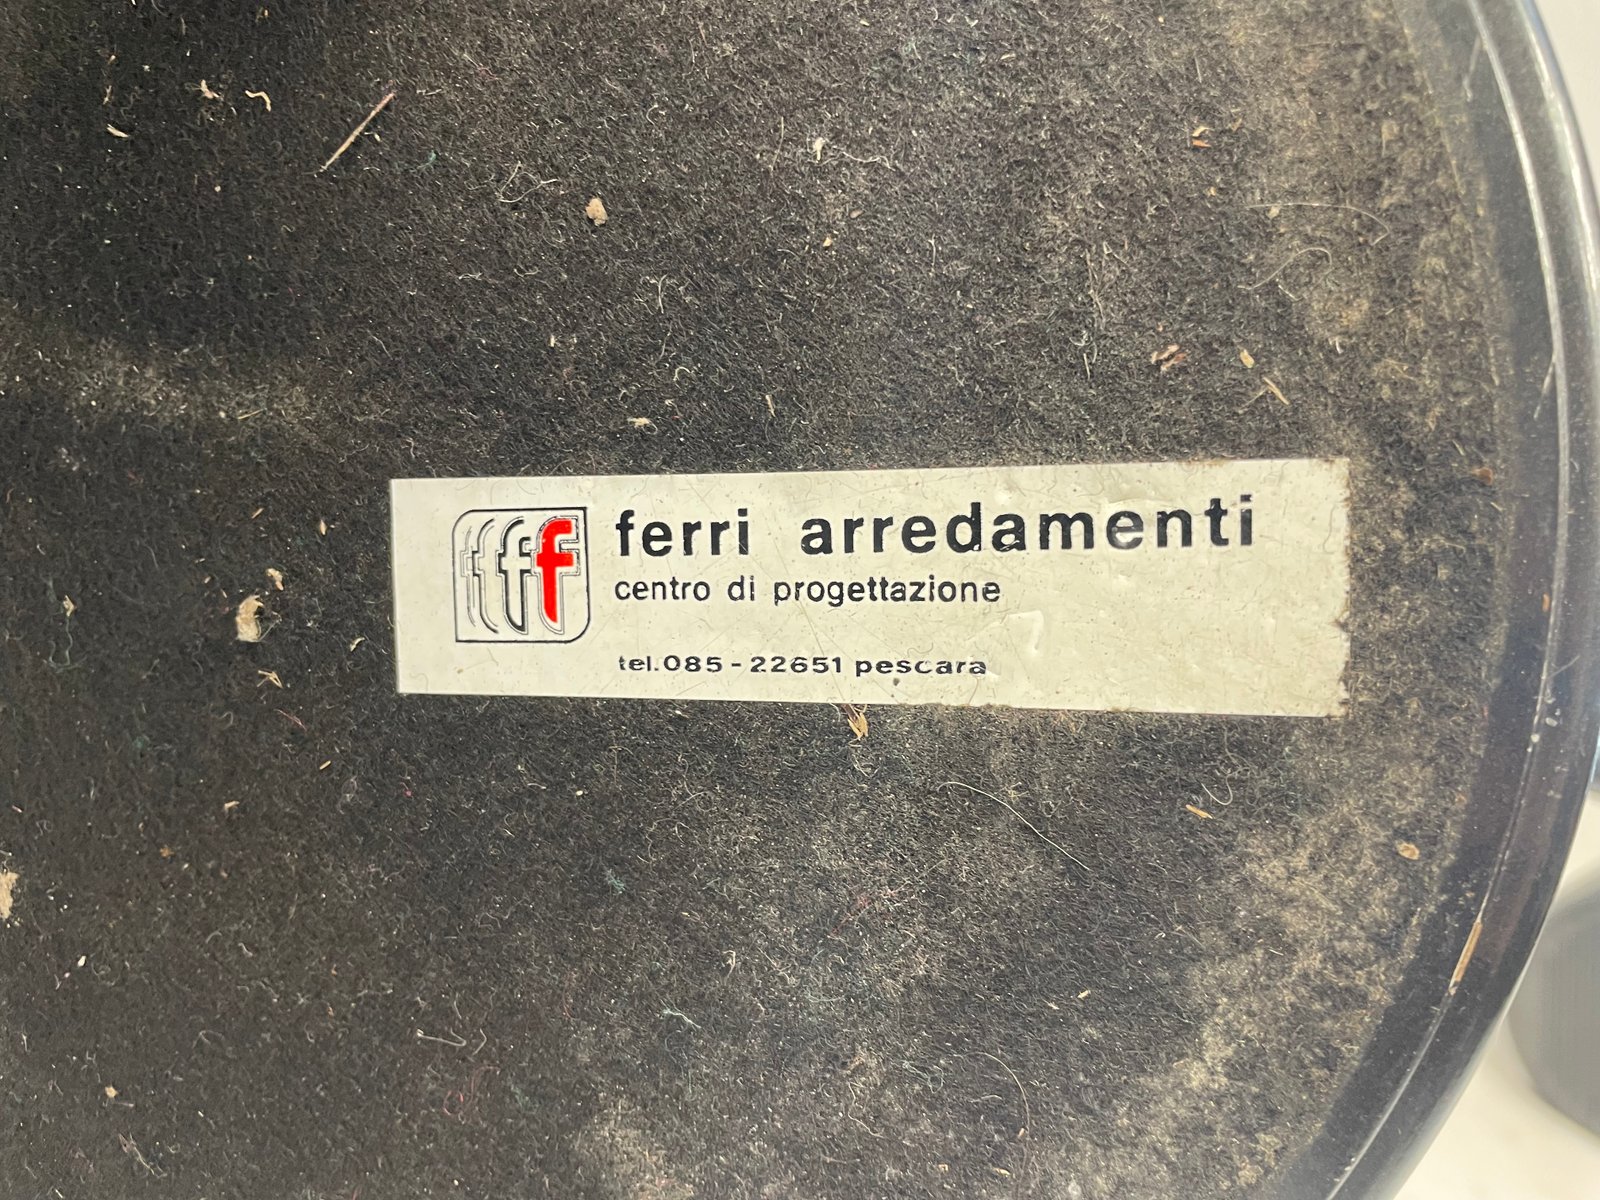 ferri arredamenti
centro di progettazione
tel.085-22651 pescara